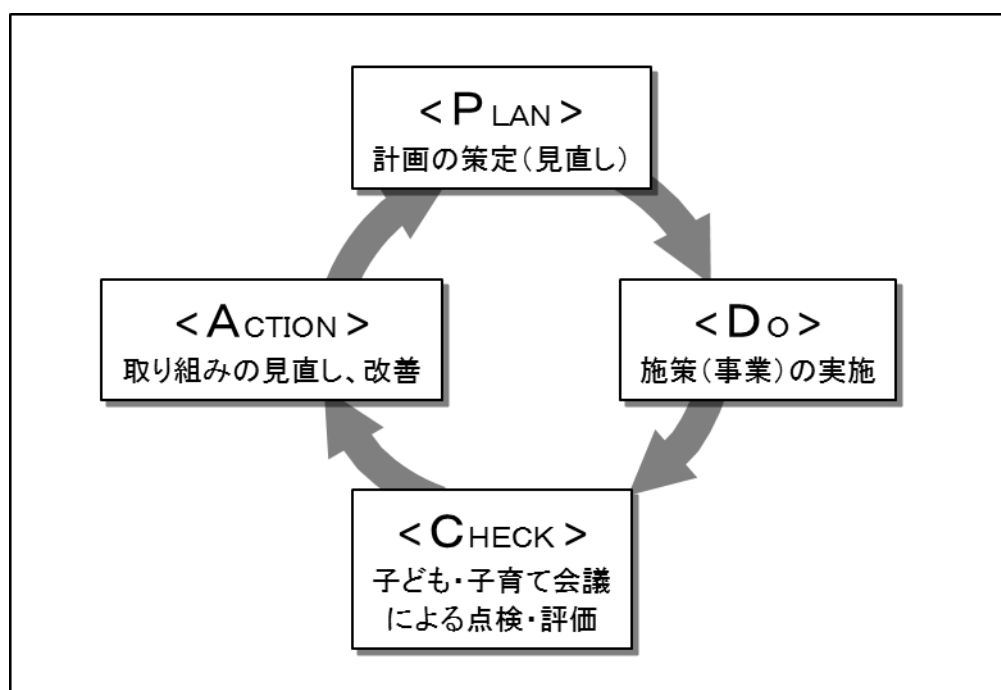 <PLAN>
計画の策定(見直し)
<ACTION>
取り組みの見直し、改善
<DO>
施策(事業)の実施
<CHECK>
子ども・子育て会議
による点検・評価